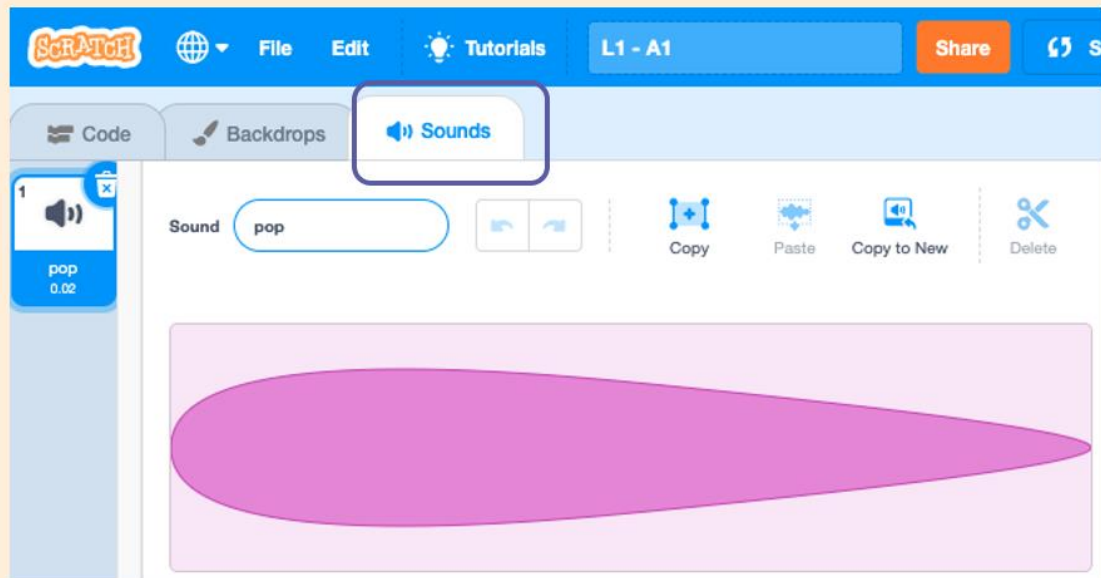 SCRATCH File Edit Tutorials L1 - A1 Share S
Code Backdrops Sounds
1
pop
0.02
Sound pop
Copy Paste Copy to New Delete